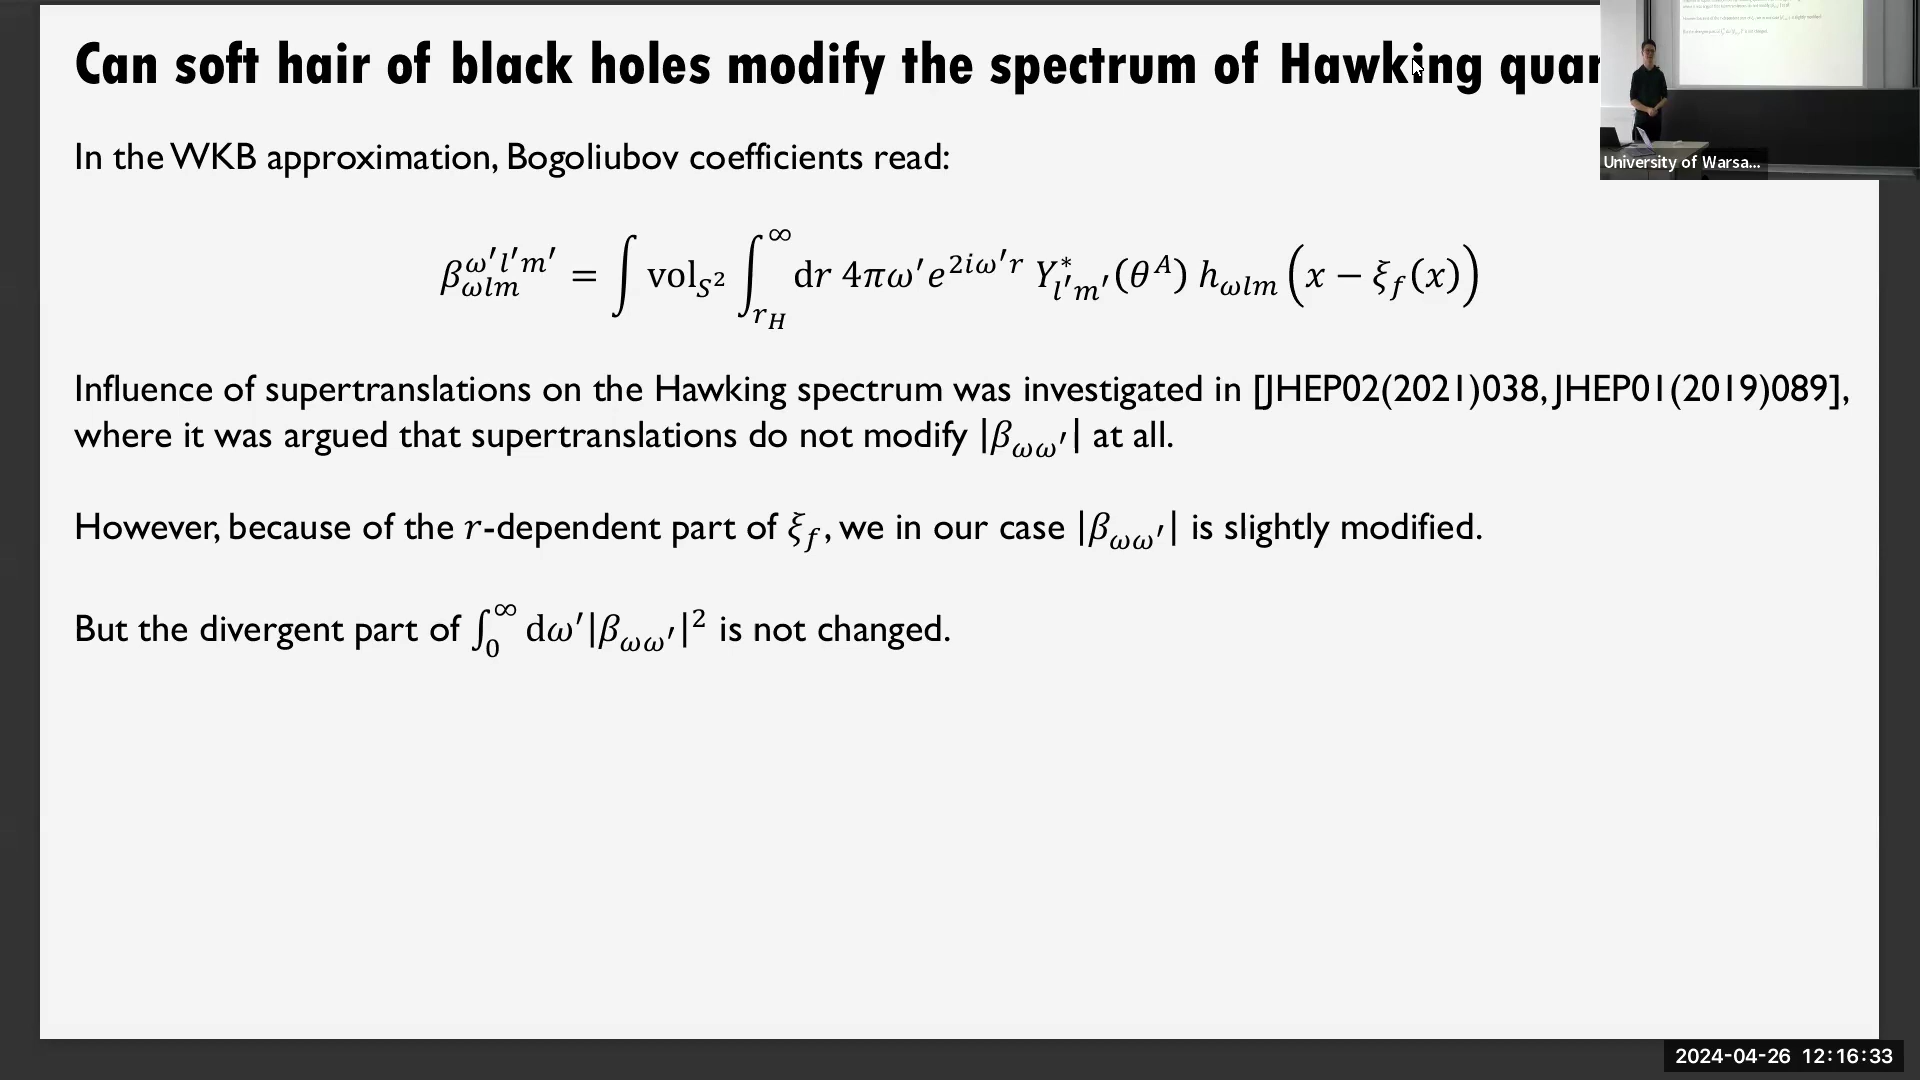 Can soft hair of black holes modify the spectrum of Hawking
In the WKB approximation, Bogoliubov coefficients read:
β_{ωlm}^{ω′l′m′} = ∫ vol_{S²} ∫_{r_H}^{∞} dr 4πω′e^{2iω′r} Y*_{l′m′}(θ^A) h_{ωlm}(x − ξ_f(x))
Influence of supertranslations on the Hawking spectrum was investigated in [JHEP02(2021)038, JHEP01(2019)089],
where it was argued that supertranslations do not modify |β_{ωω′}| at all.
However, because of the r-dependent part of ξ_f, we in our case |β_{ωω′}| is slightly modified.
But the divergent part of ∫_0^∞ dω′|β_{ωω′}|² is not changed.
University of Warsa...
2024-04-26 12:16:33